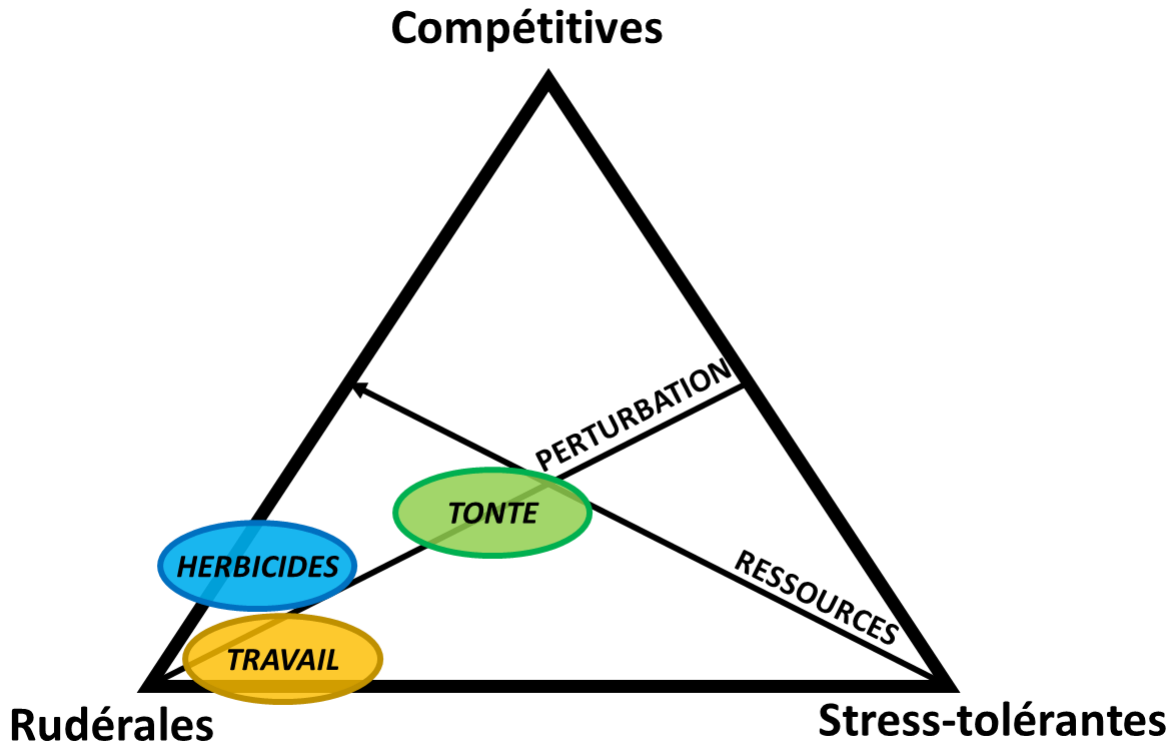 Compétitives
PERTURBATION
TONTE
HERBICIDES
RESSOURCES
TRAVAIL
Rudérales
Stress-tolérantes